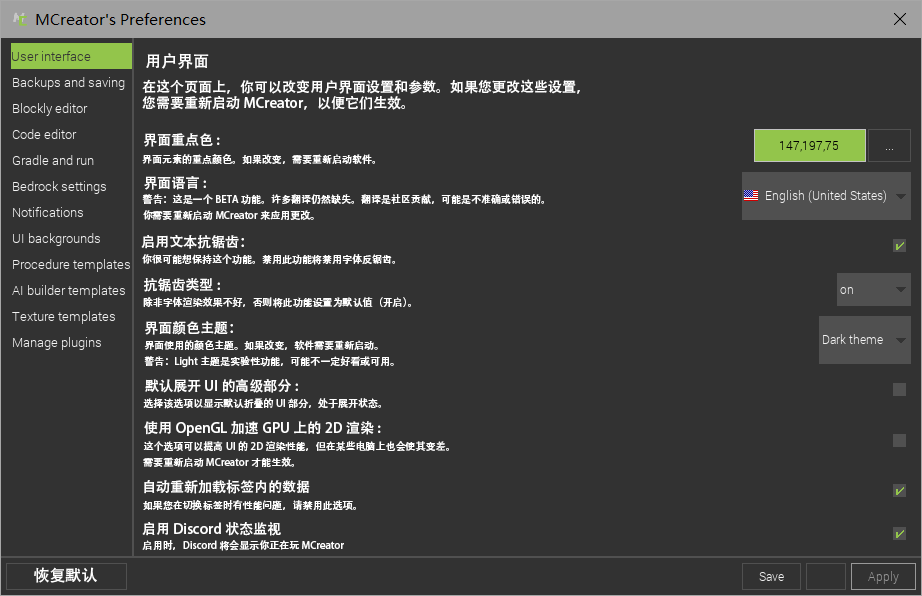 MCreator's Preferences
User interface
Backups and saving
Blockly editor
Code editor
Gradle and run
Bedrock settings
Notifications
UI backgrounds
Procedure templates
AI builder templates
Texture templates
Manage plugins
用户界面
在这个页面上，你可以改变用户界面设置和参数。如果您更改这些设置，
您需要重新启动 MCreator，以便它们生效。
界面重点色：
界面元素的重点颜色。如果改变，需要重新启动软件。
147,197,75
...
界面语言：
警告：这是一个 BETA 功能。许多翻译仍然缺失。翻译是社区贡献，可能是不准确或错误的。
你需要重新启动 MCreator 来应用更改。
English (United States)
启用文本抗锯齿：
你很可能想保持这个功能。禁用此功能将禁用字体反锯齿。
抗锯齿类型：
除非字体渲染效果不好，否则将此功能设置为默认值（开启）。
on
界面颜色主题：
界面使用的颜色主题。如果改变，软件需要重新启动。
警告：Light 主题是实验性功能，可能不一定好看或可用。
Dark theme
默认展开 UI 的高级部分：
选择该选项以显示默认折叠的 UI 部分，处于展开状态。
使用 OpenGL 加速 GPU 上的 2D 渲染：
这个选项可以提高 UI 的 2D 渲染性能，但在某些电脑上也会使其变差。
需要重新启动 MCreator 才能生效。
自动重新加载标签内的数据
如果您在切换标签时有性能问题，请禁用此选项。
启用 Discord 状态监视
启用时，Discord 将会显示你正在玩 MCreator
恢复默认
Save
Apply